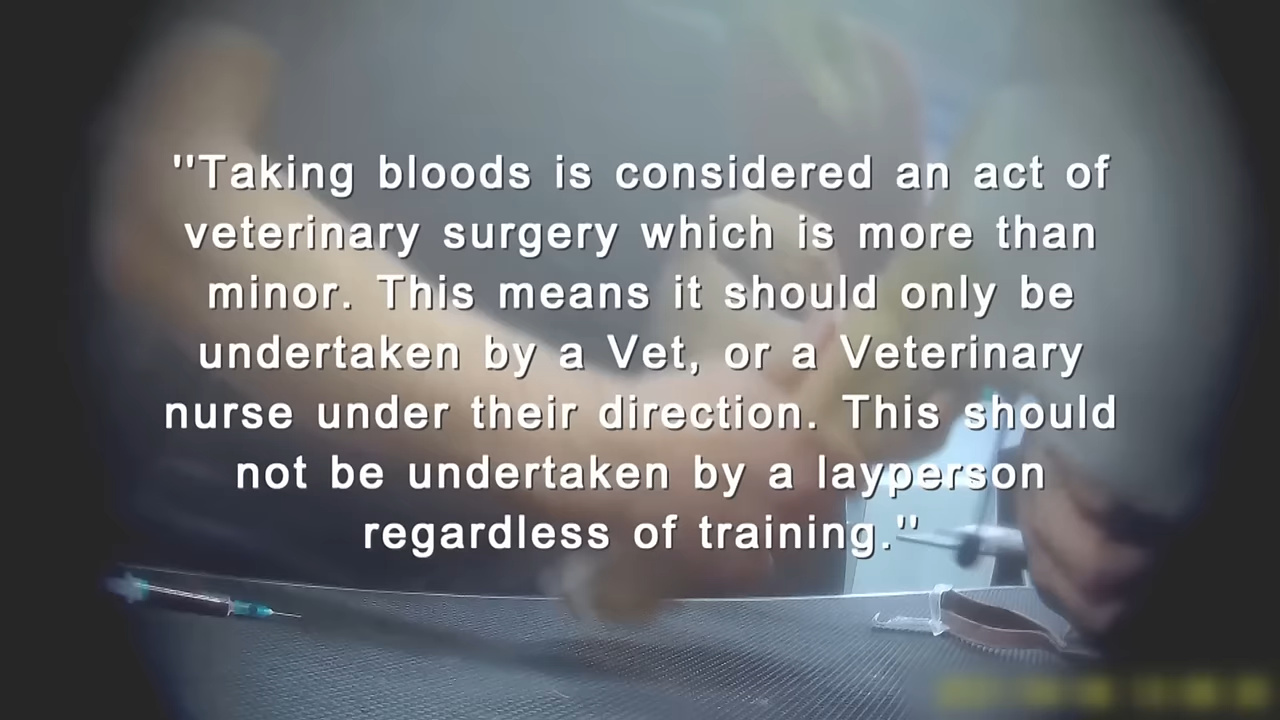 "Taking bloods is considered an act of
veterinary surgery which is more than
minor. This means it should only be
undertaken by a Vet, or a Veterinary
nurse under their direction. This should
not be undertaken by a layperson
regardless of training."